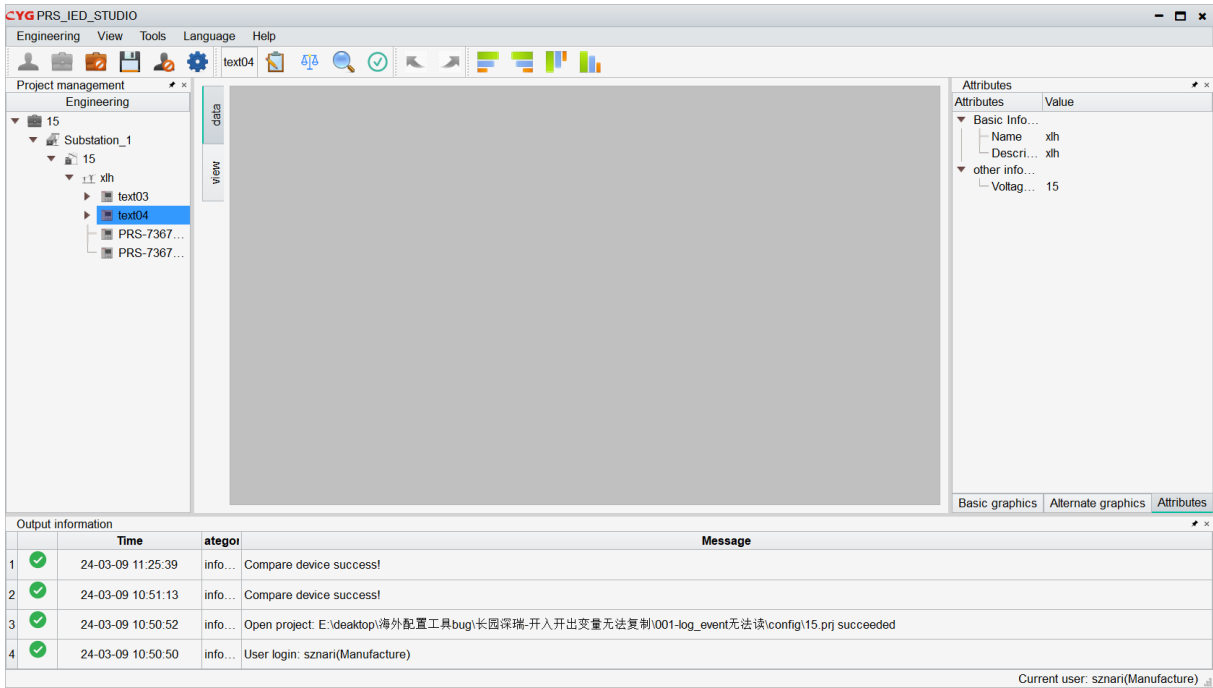 CYG PRS_IED_STUDIO
Engineering View Tools Language Help
text04
Project management
Engineering
15
Substation_1
15
xlh
text03
text04
PRS-7367...
PRS-7367...
data
view
Attributes
Attributes Value
Basic Info...
Name xlh
Descri... xlh
other info...
Voltag... 15
Basic graphics Alternate graphics Attributes
Output information
Time ategor Message
1 24-03-09 11:25:39 info... Compare device success!
2 24-03-09 10:51:13 info... Compare device success!
3 24-03-09 10:50:52 info... Open project: E:\deaktop\海外配置工具bug\长园深瑞-开入开出变量无法复制\001-log_event无法读\config\15.prj succeeded
4 24-03-09 10:50:50 info... User login: sznari(Manufacture)
Current user: sznari(Manufacture)